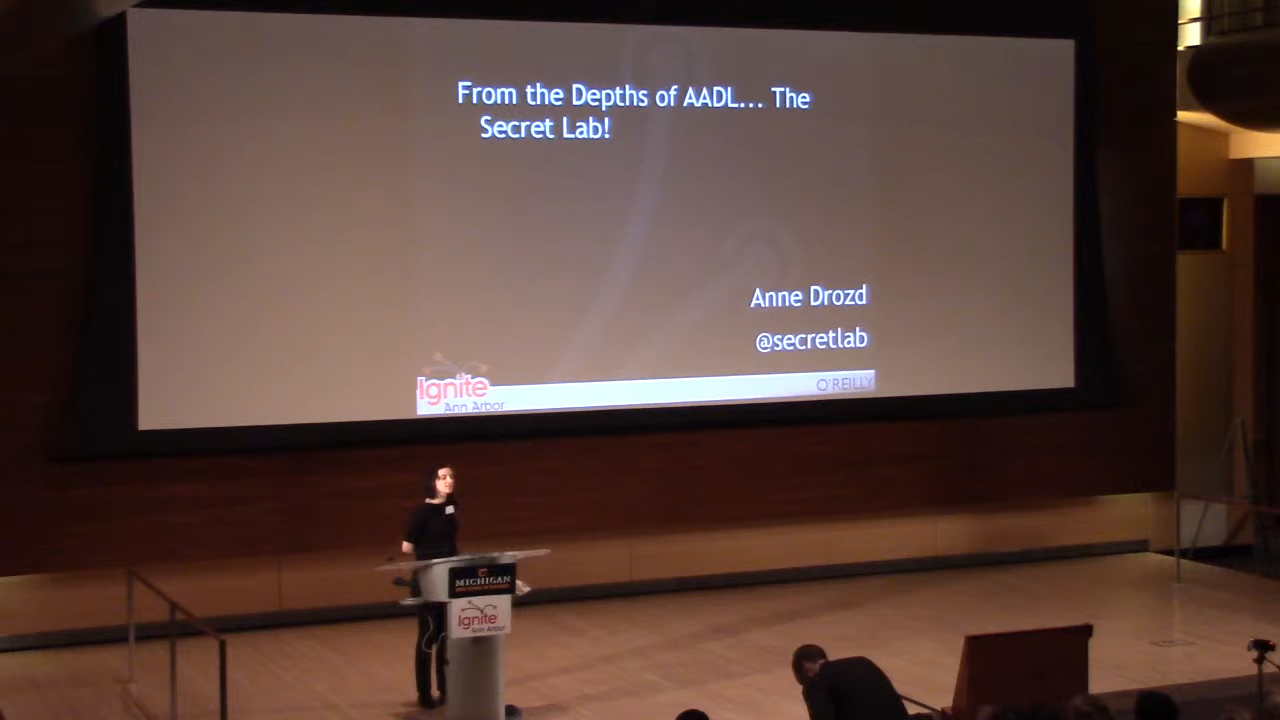 From the Depths of AADL... The
Secret Lab!
Anne Drozd
@secretlab
Ignite
Ann Arbor
O'REILLY
MICHIGAN
Ignite
Ann Arbor